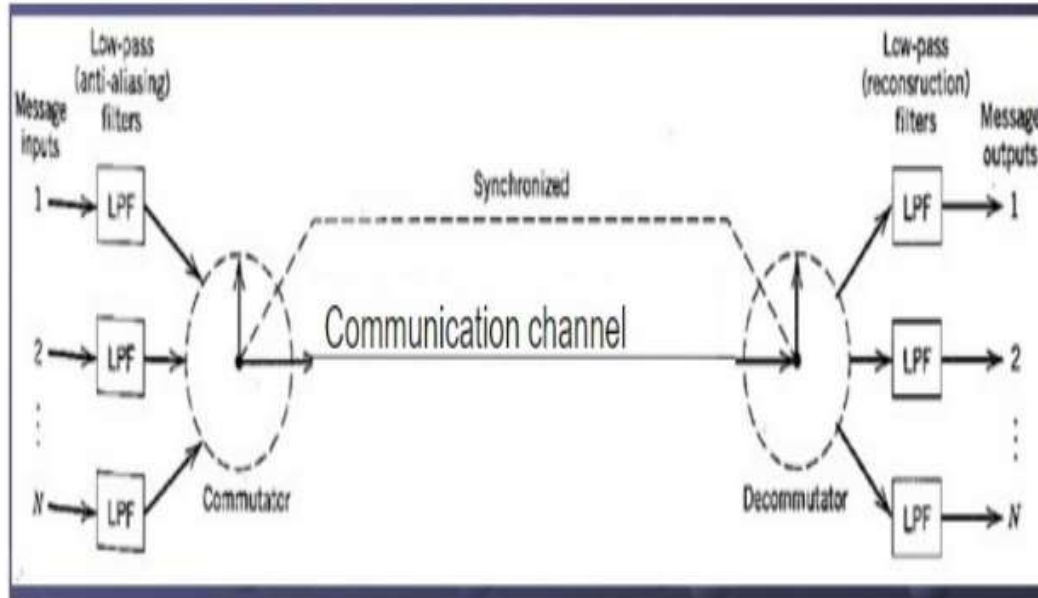 Low-pass
(anti-aliasing)
filters
Message
inputs
Low-pass
(reconsruction)
filters
Message
outputs
Synchronized
1
LPF
LPF
1
Communication channel
2
LPF
LPF
2
Commutator
Decommutator
N
LPF
LPF
N